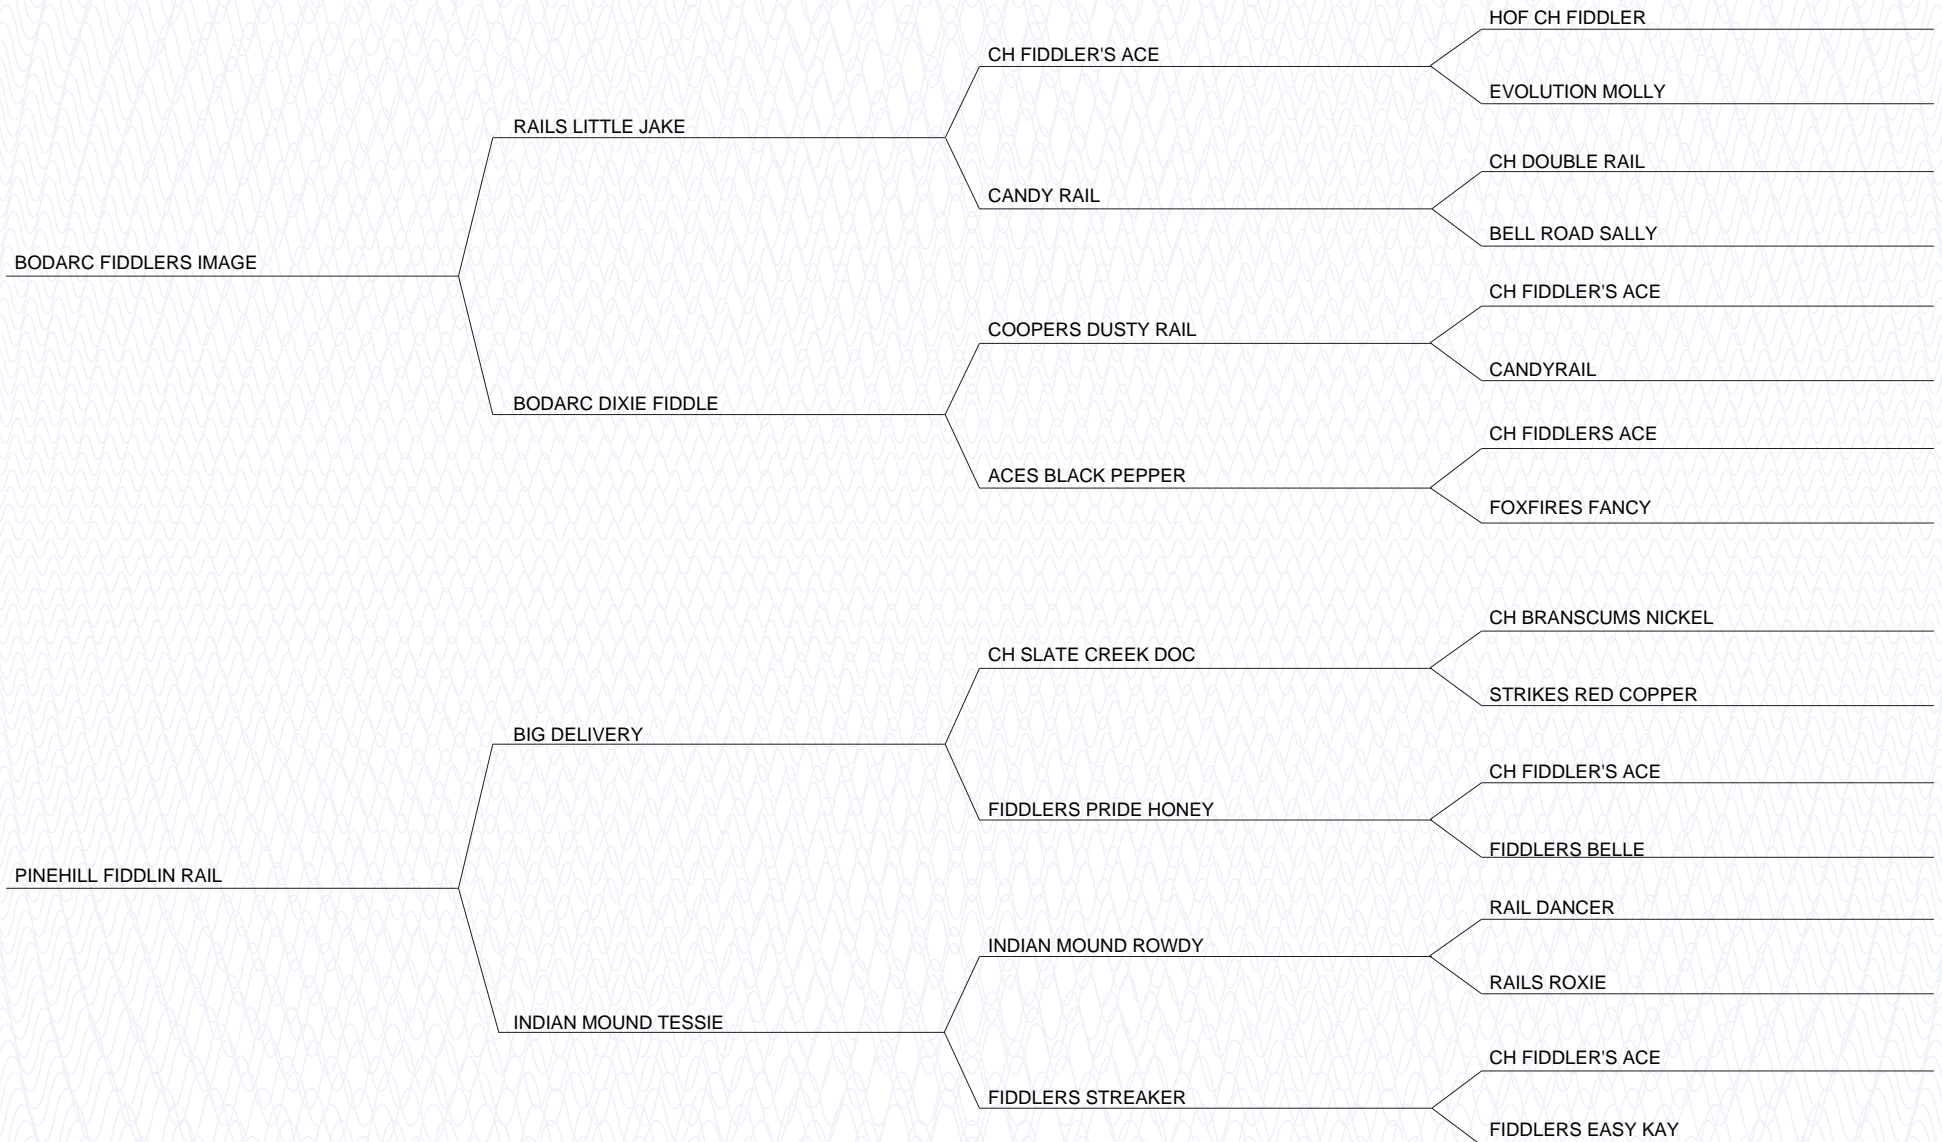 HOF CH FIDDLER
CH FIDDLER'S ACE
EVOLUTION MOLLY
RAILS LITTLE JAKE
CH DOUBLE RAIL
CANDY RAIL
BELL ROAD SALLY
BODARC FIDDLERS IMAGE
CH FIDDLER'S ACE
COOPERS DUSTY RAIL
CANDYRAIL
BODARC DIXIE FIDDLE
CH FIDDLERS ACE
ACES BLACK PEPPER
FOXFIRES FANCY
CH BRANSCUMS NICKEL
CH SLATE CREEK DOC
STRIKES RED COPPER
BIG DELIVERY
CH FIDDLER'S ACE
FIDDLERS PRIDE HONEY
FIDDLERS BELLE
PINEHILL FIDDLIN RAIL
RAIL DANCER
INDIAN MOUND ROWDY
RAILS ROXIE
INDIAN MOUND TESSIE
CH FIDDLER'S ACE
FIDDLERS STREAKER
FIDDLERS EASY KAY